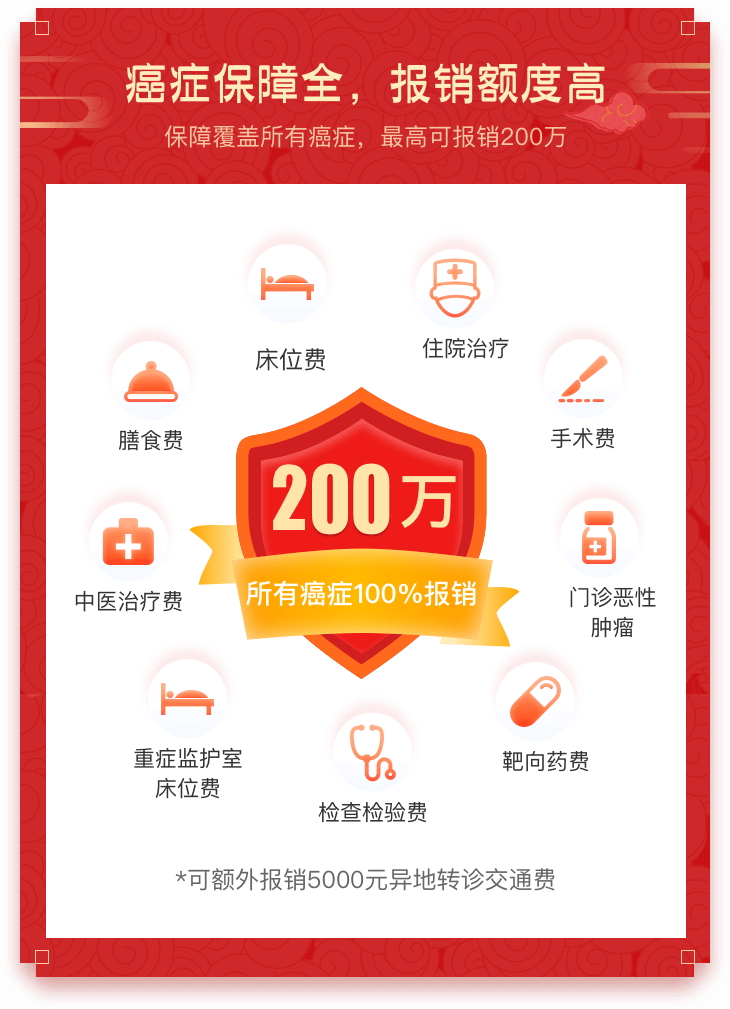 癌症保障全，报销额度高
保障覆盖所有癌症，最高可报销200万
床位费
住院治疗
膳食费
手术费
200万
所有癌症100%报销
中医治疗费
门诊恶性
肿瘤
重症监护室
床位费
靶向药费
检查检验费
*可额外报销5000元异地转诊交通费